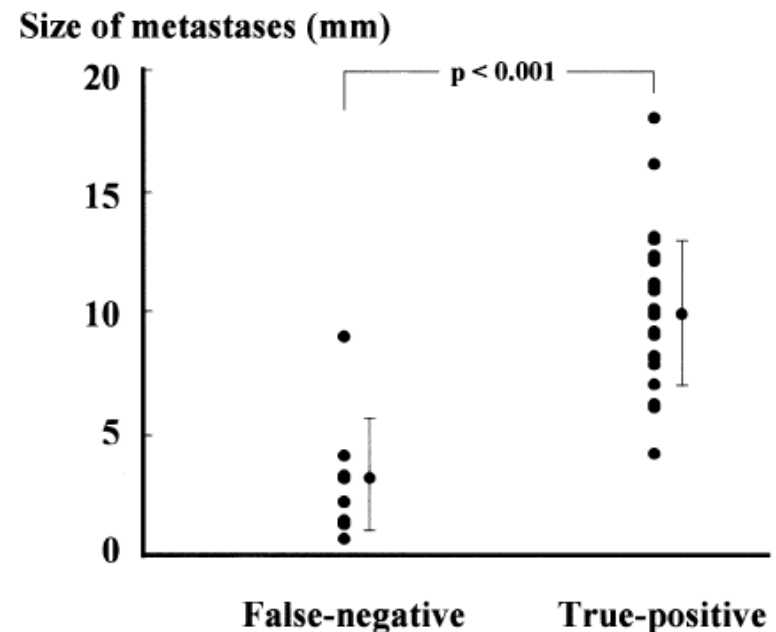 Size of metastases (mm)
20
p < 0.001
15
10
5
0
False-negative
True-positive